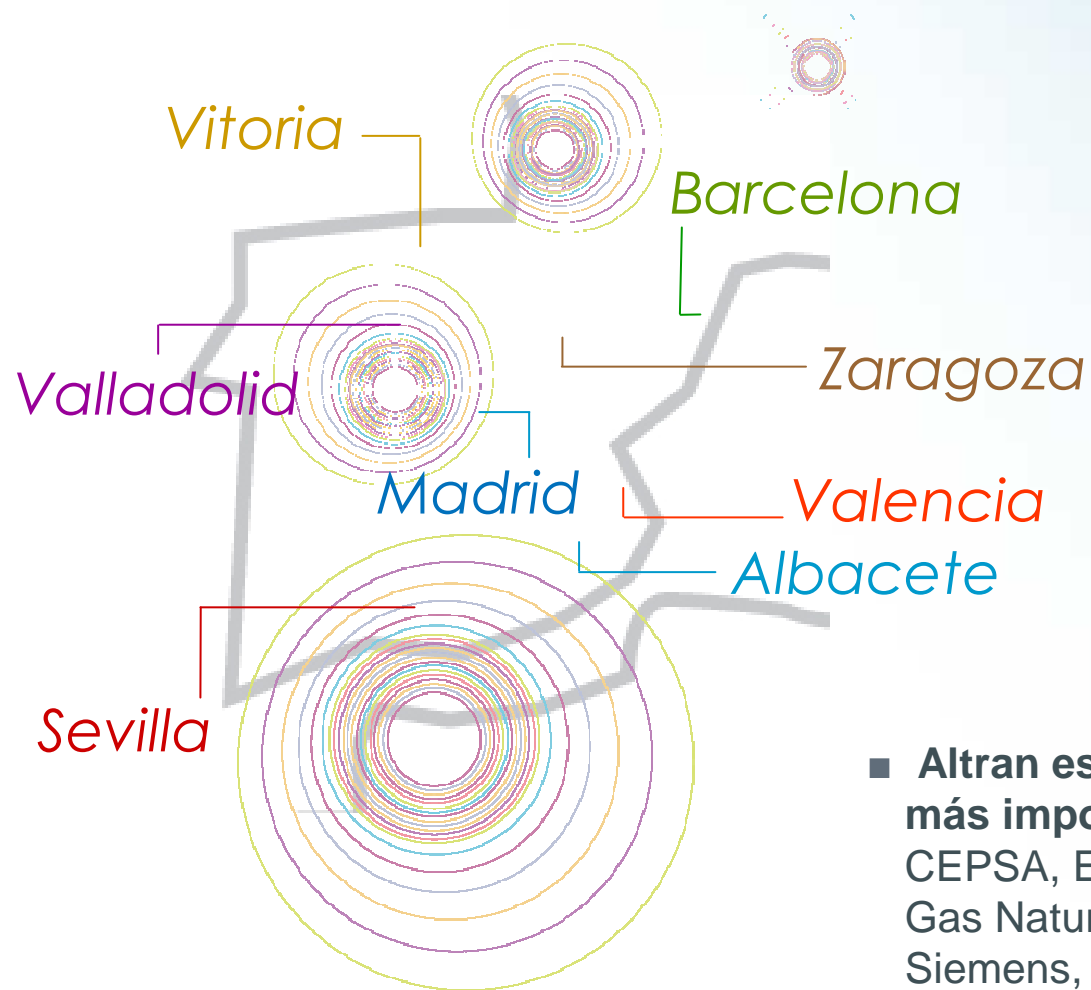 Vitoria
Barcelona
Zaragoza
Valladolid
Madrid
Valencia
Albacete
Sevilla
■ Altran es
más impo
CEPSA, E
Gas Natur
Siemens,